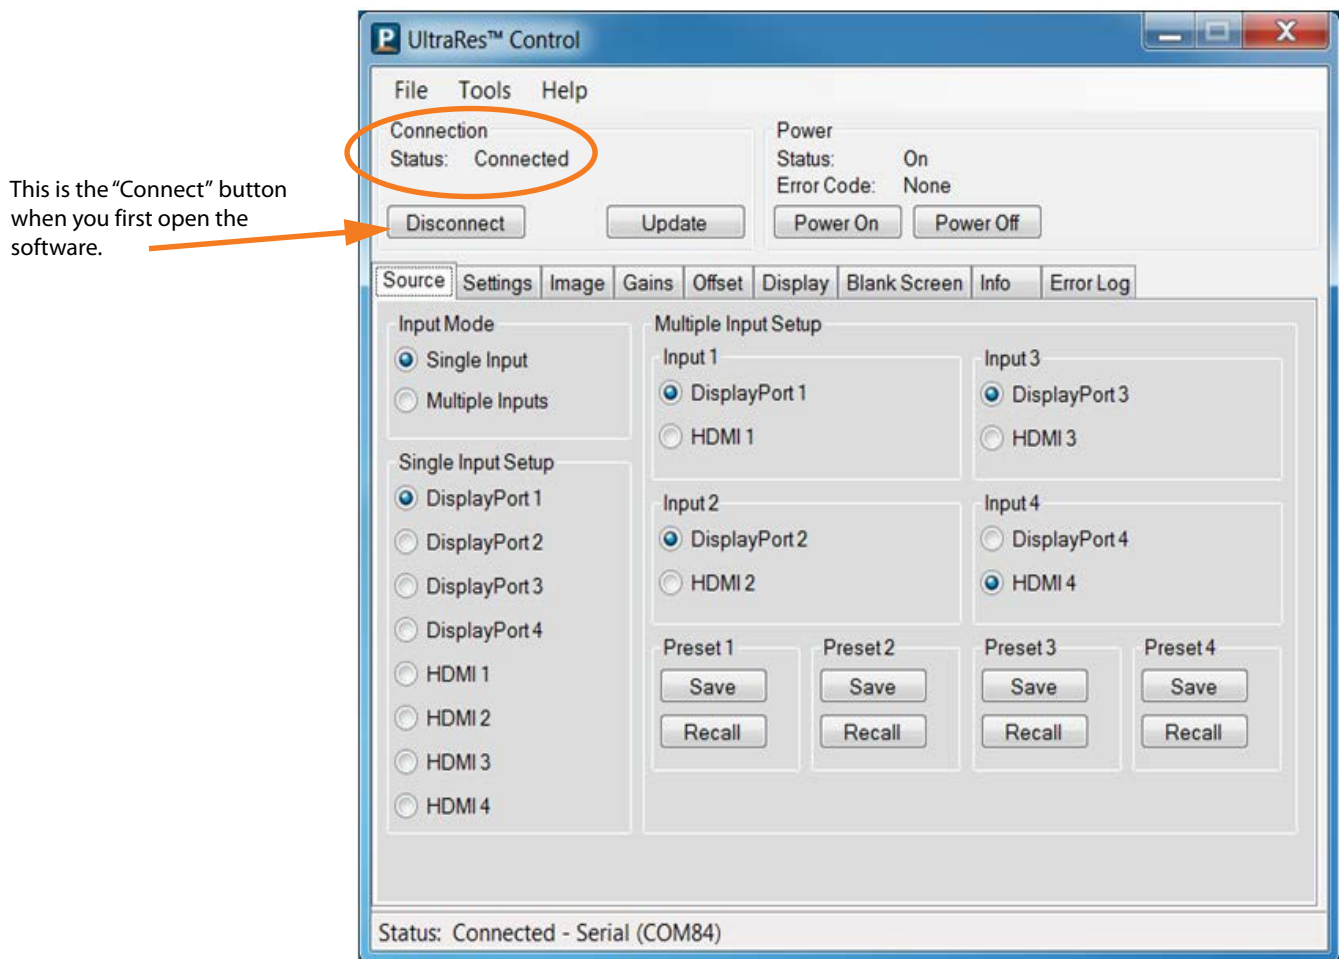 This is the “Connect” button
when you first open the
software.
P UltraRes™ Control
X
File Tools Help
Connection
Status: Connected
Disconnect Update
Power
Status: On
Error Code: None
Power On Power Off
Source Settings Image Gains Offset Display Blank Screen Info Error Log
Input Mode
Single Input
Multiple Inputs
Single Input Setup
DisplayPort 1
DisplayPort 2
DisplayPort 3
DisplayPort 4
HDMI 1
HDMI 2
HDMI 3
HDMI 4
Multiple Input Setup
Input 1
DisplayPort 1
HDMI 1
Input 3
DisplayPort 3
HDMI 3
Input 2
DisplayPort 2
HDMI 2
Input 4
DisplayPort 4
HDMI 4
Preset 1
Save
Recall
Preset 2
Save
Recall
Preset 3
Save
Recall
Preset 4
Save
Recall
Status: Connected - Serial (COM84)